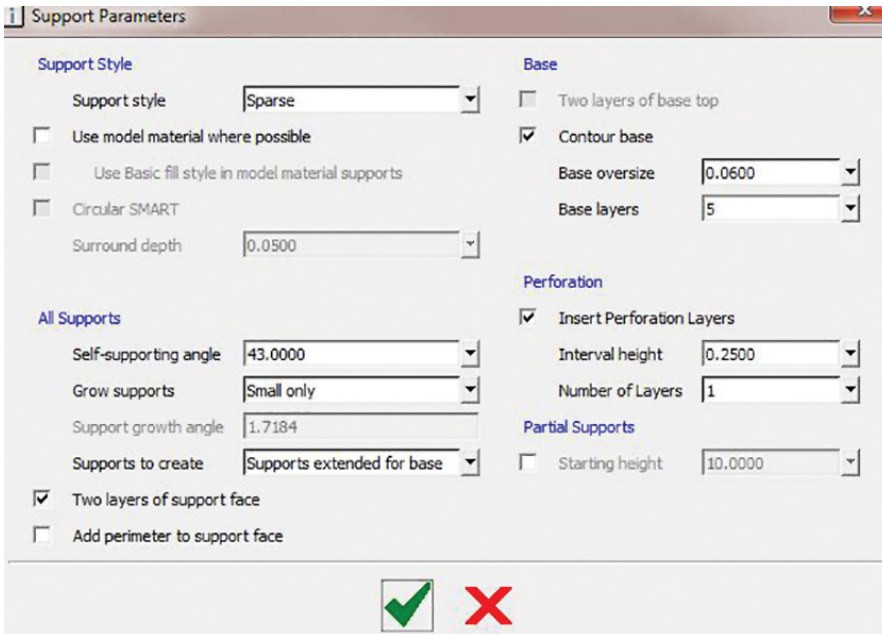 Support Parameters
Support Style
Support style Sparse
Use model material where possible
Use Basic fill style in model material supports
Circular SMART
Surround depth 0.0500
All Supports
Self-supporting angle 43.0000
Grow supports Small only
Support growth angle 1.7184
Supports to create Supports extended for base
Two layers of support face
Add perimeter to support face
Base
Two layers of base top
Contour base
Base oversize 0.0600
Base layers 5
Perforation
Insert Perforation Layers
Interval height 0.2500
Number of Layers 1
Partial Supports
Starting height 10.0000